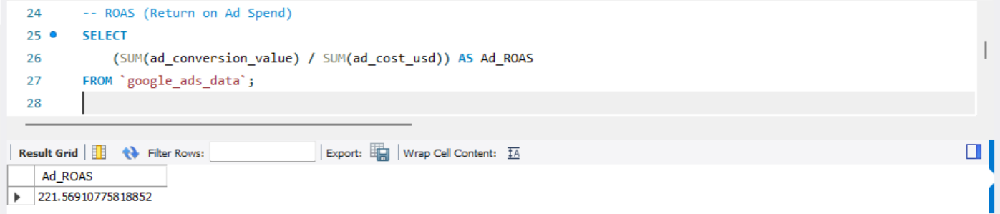 24 -- ROAS (Return on Ad Spend)
25 SELECT
26 (SUM(ad_conversion_value) / SUM(ad_cost_usd)) AS Ad_ROAS
27 FROM `google_ads_data`;
28
Result Grid Filter Rows: Export: Wrap Cell Content:
Ad_ROAS
221.56910775818852